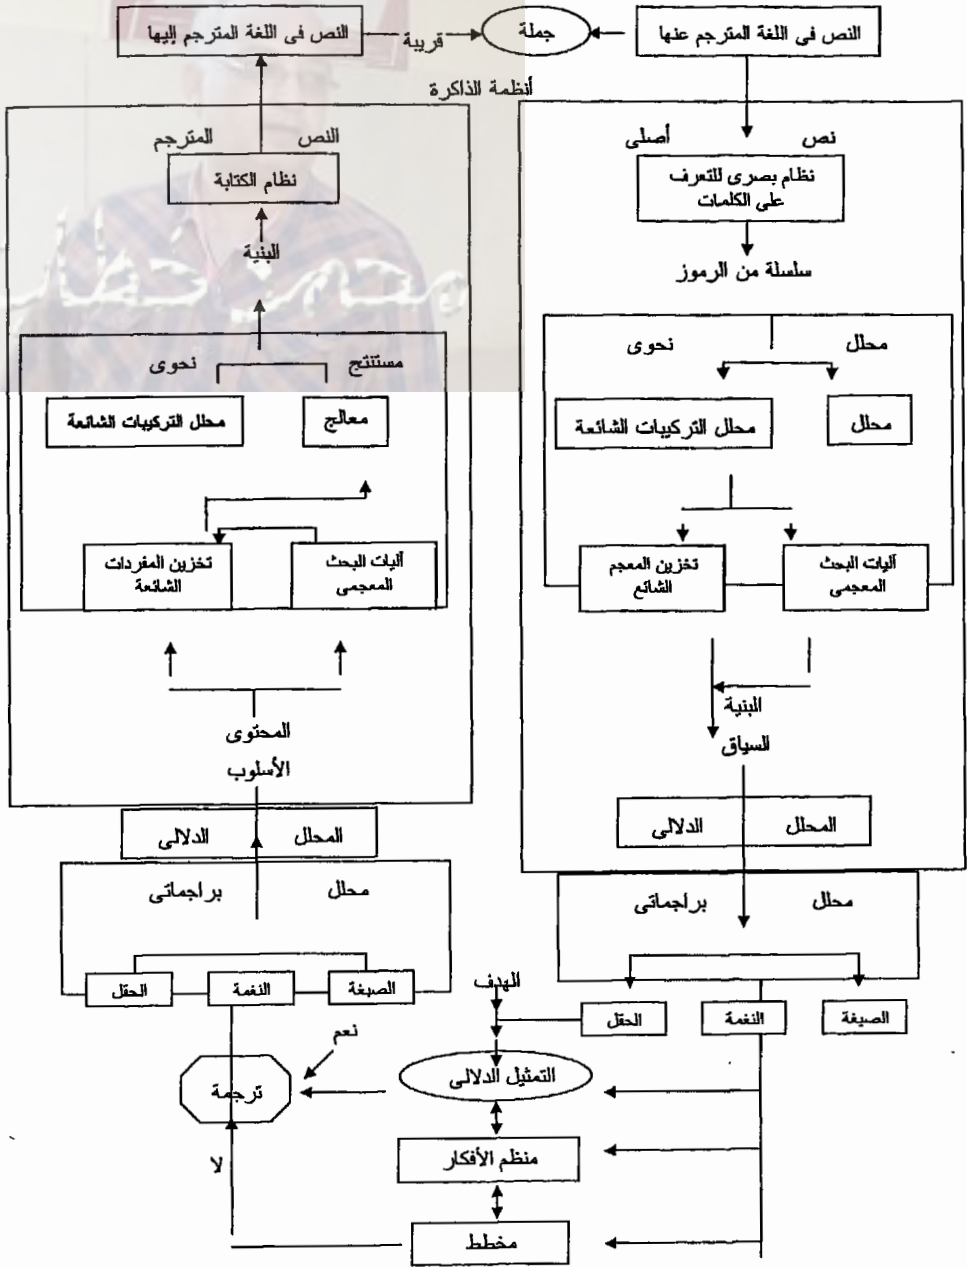 النص فى اللغة المترجم عنها
جملة
قريبة
النص فى اللغة المترجم إليها
أنظمة الذاكرة
نص أصلى
نظام بصرى للتعرف
على الكلمات
سلسلة من الرموز
محلل نحوى
محلل
محلل التركيبات الشائعة
آليات البحث
المعجمى
تخزين المعجم
الشائع
البنية
السياق
المحلل الدلالى
محلل براجماتى
الصيغة
النغمة
الحقل
الهدف
التمثيل الدلالى
منظم الأفكار
مخطط
النص المترجم
نظام الكتابة
البنية
مستنتج نحوى
معالج
محلل التركيبات الشائعة
آليات البحث
المعجمى
تخزين المفردات
الشائعة
المحتوى
الأسلوب
المحلل الدلالى
محلل براجماتى
الصيغة
النغمة
الحقل
نعم
ترجمة
لا